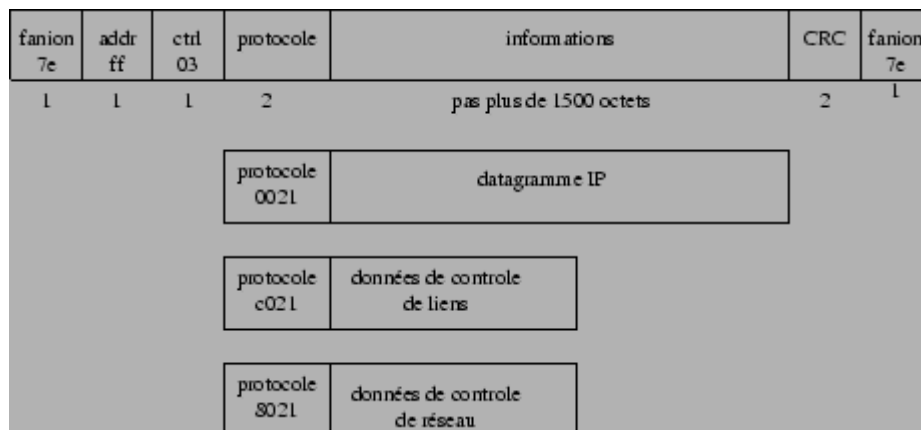 fanion addr ctrl protocole informations CRC fanion
7e ff 03 7e
1 1 1 2 pas plus de 1500 octets 2 1
protocole datagramme IP
0021
protocole données de controle
c021 de liens
protocole données de controle
8021 de réseau